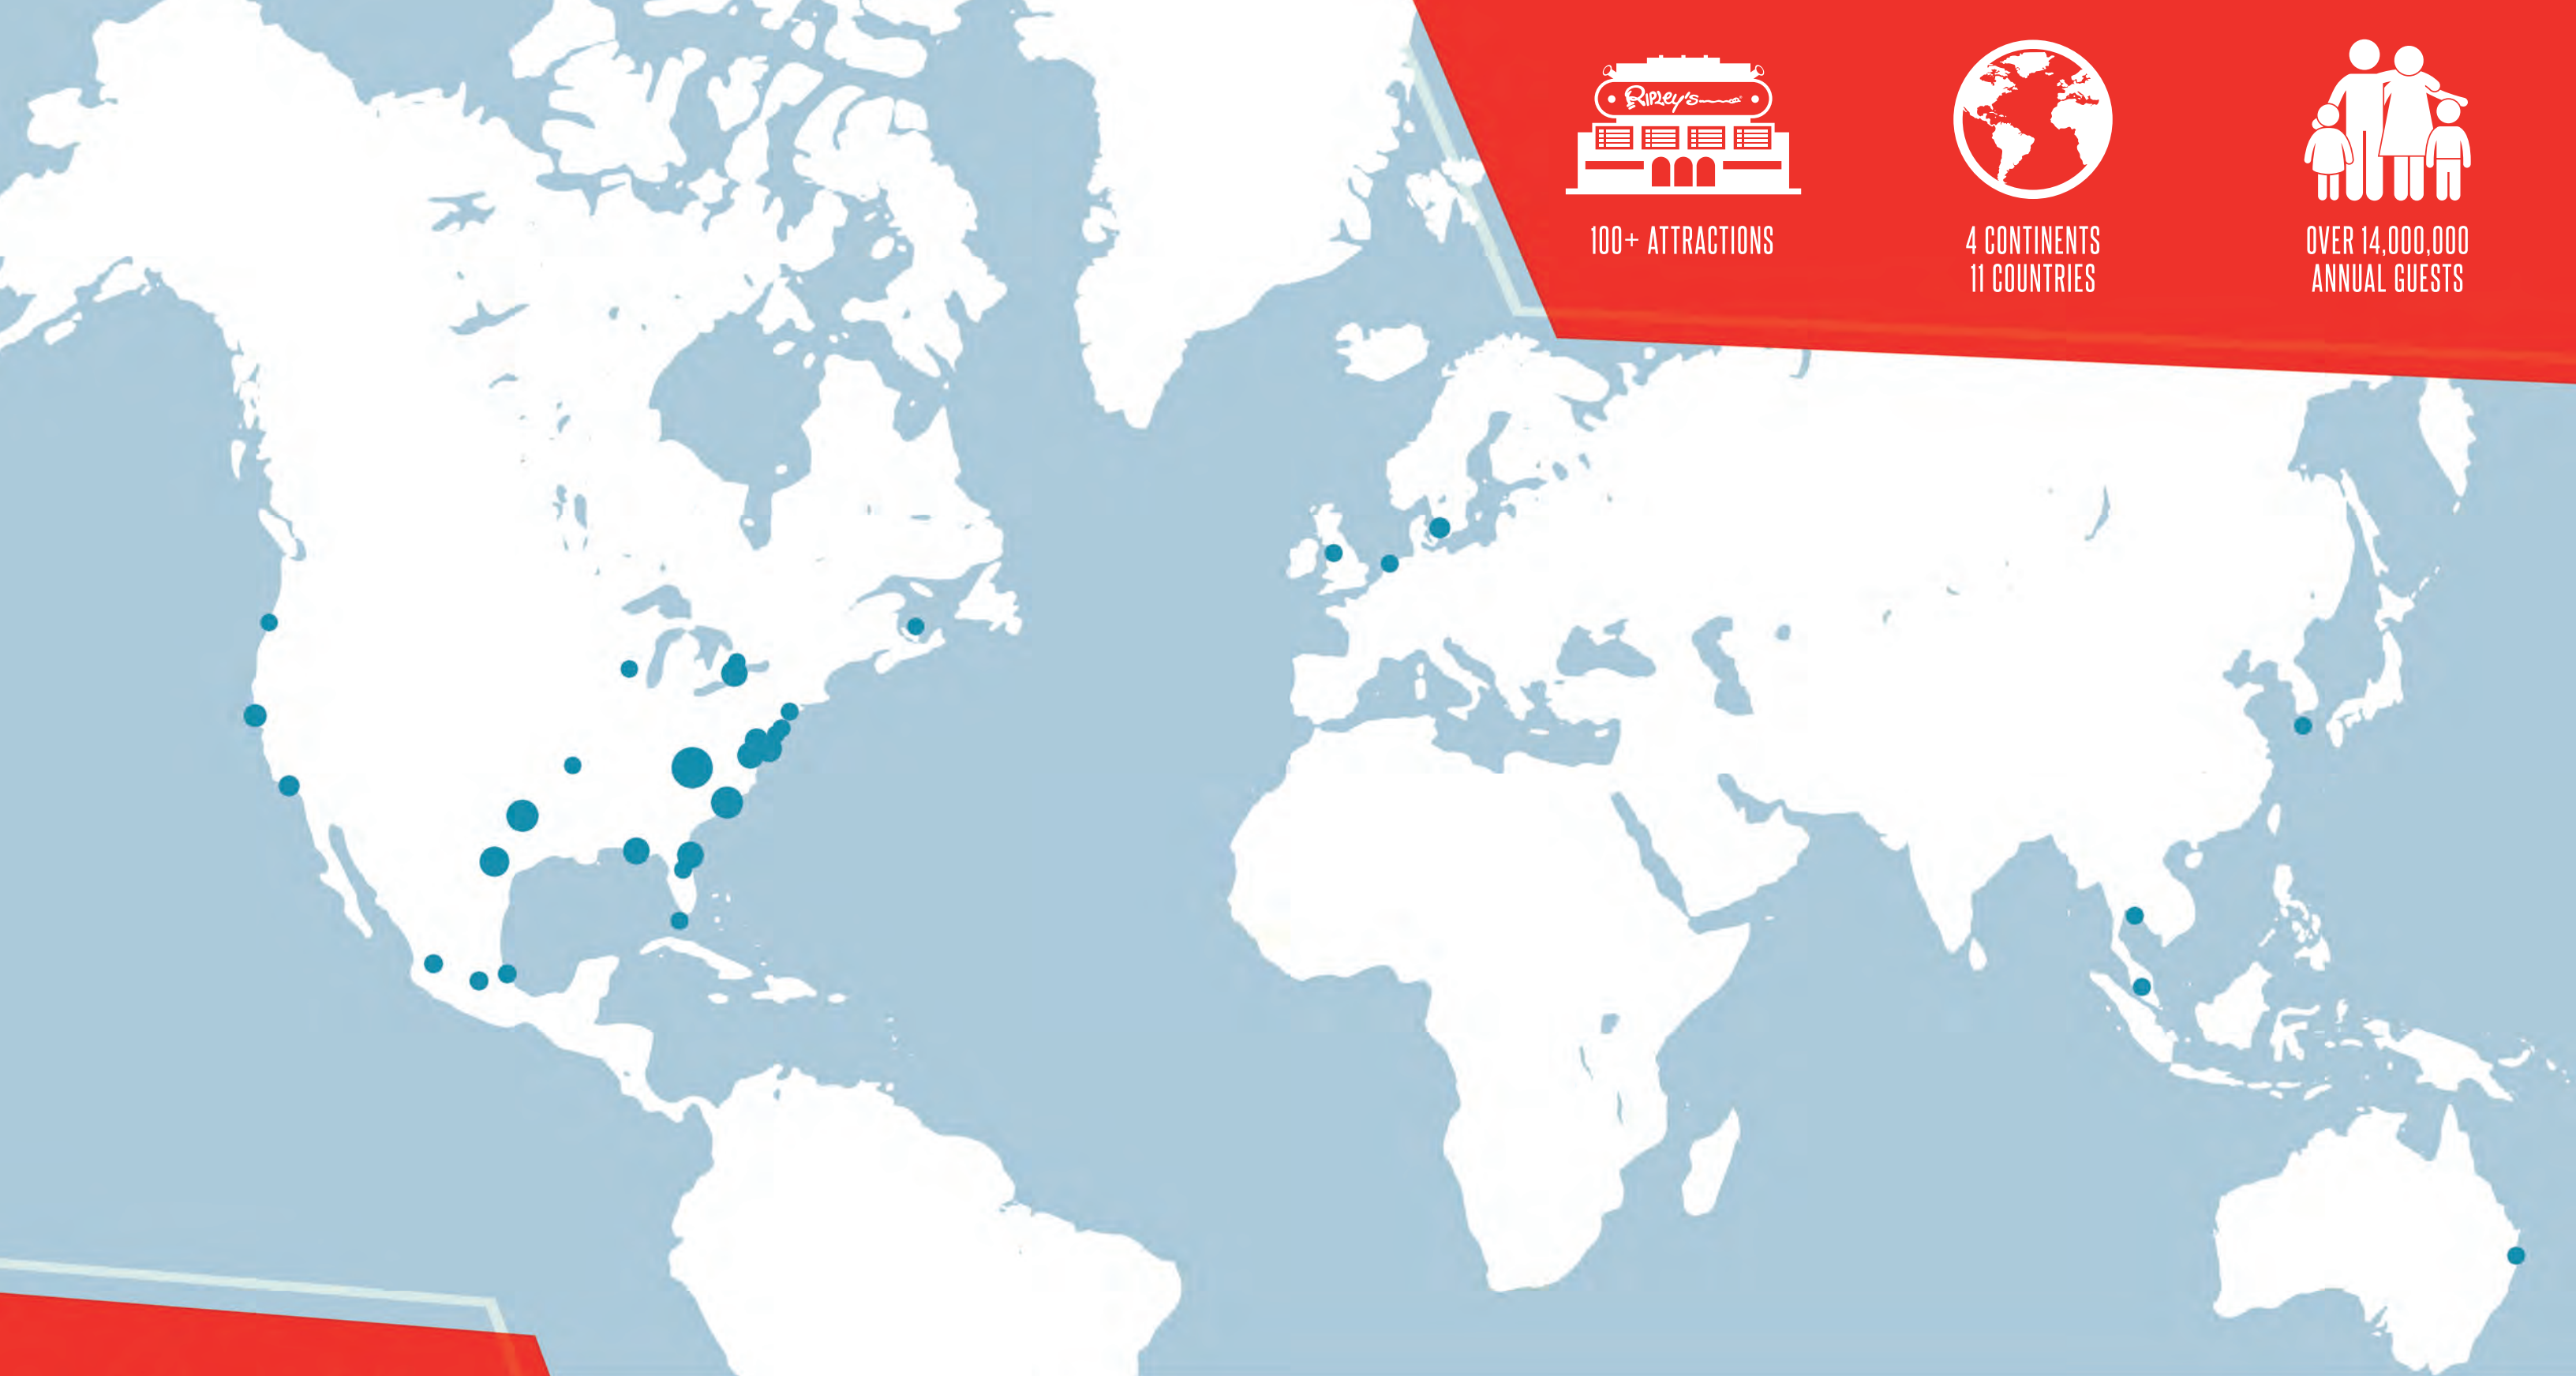 RIPLEY'S
100+ ATTRACTIONS
4 CONTINENTS
11 COUNTRIES
OVER 14,000,000
ANNUAL GUESTS